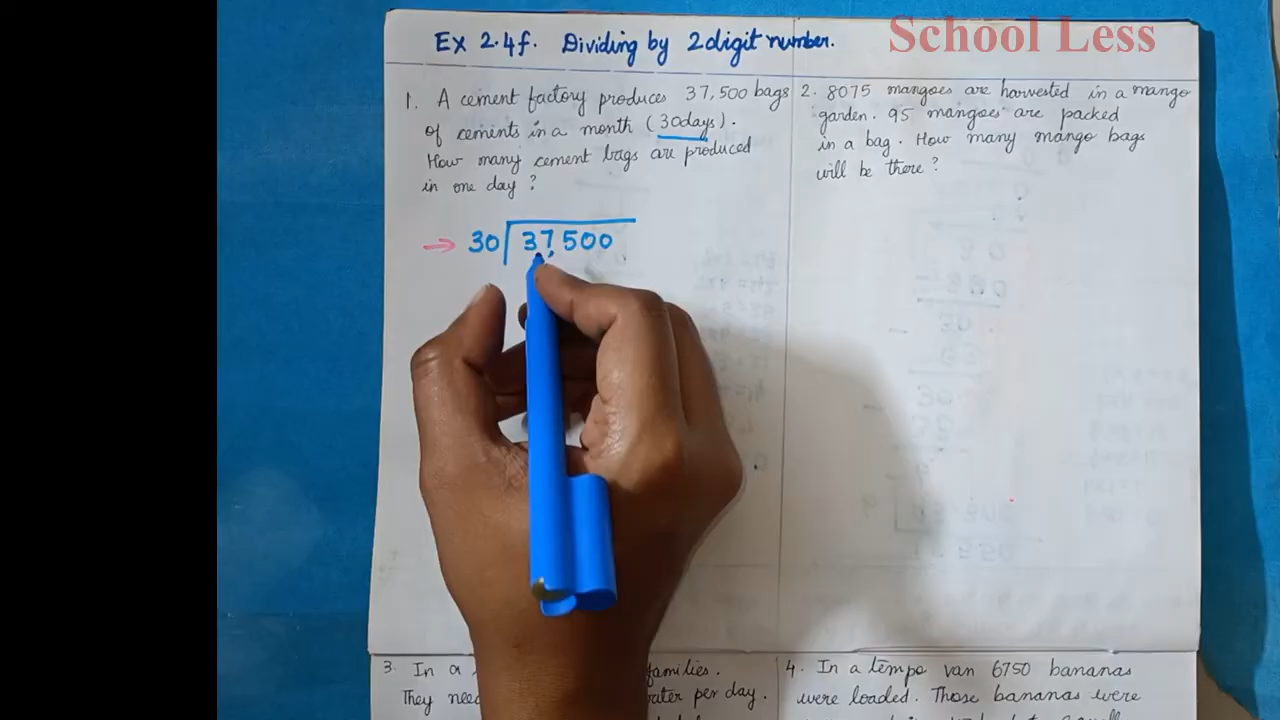 School Less
Ex 2.4f. Dividing by 2 digit number.
1. A cement factory produces 37,500 bags
of cements in a month (30days).
How many cement bags are produced
in one day?
→ 30 37,500
2. 8075 mangoes are harvested in a mango
garden. 95 mangoes are packed
in a bag. How many mango bags
will be there?
3. In a families.
They need water per day.
4. In a tempo van 6750 bananas
were loaded. Those bananas were